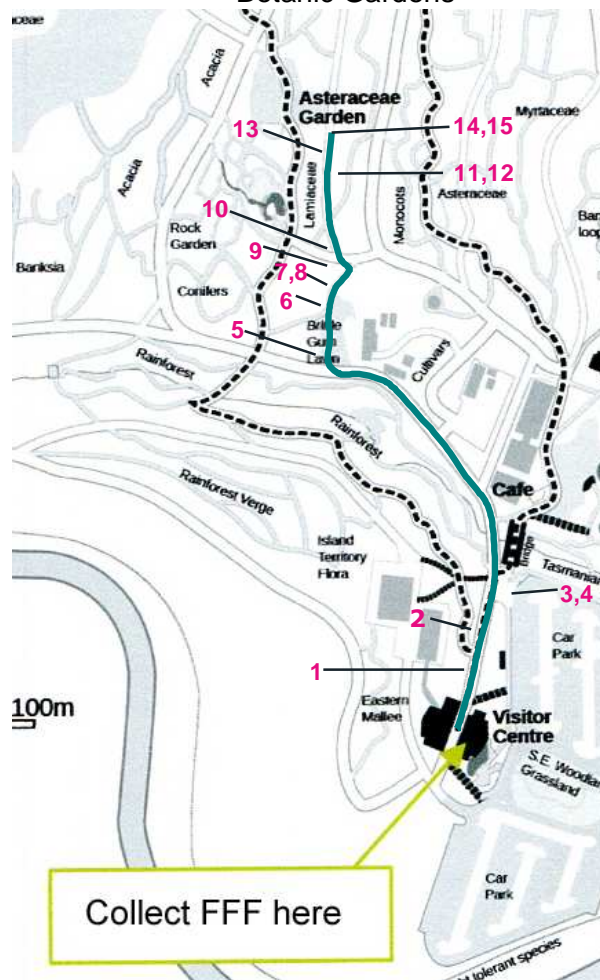 Botanic Gardens
Acacia
Asteraceae
Garden
Myrtaceae
13
14,15
Acacia
Lamiaceae
11,12
Monocots
Asteraceae
10
Rock
Garden
Banksia
9
7,8
Conifers
6
5
Bridle
Gum
Lawn
Cultivars
Rainforest
Rainforest
Rainforest Verge
Cafe
Bridge
Island
Territory
Flora
Tasmanian
2
3,4
Car
Park
1
Eastern
Mallee
Visitor
Centre
100m
S.E. Woodla
Grassland
Collect FFF here
Car
Park
tolerant species